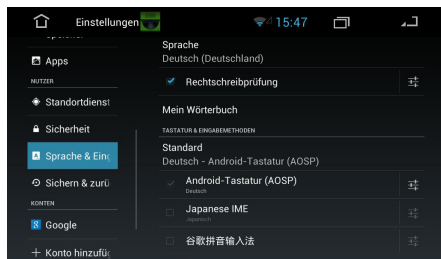 Einstellungen
15:47
Apps
NUTZER
Standortdienst
Sicherheit
Sprache & Eing
Sichern & zurü
KONTEN
Google
Konto hinzufüg
Sprache
Deutsch (Deutschland)
Rechtschreibprüfung
Mein Wörterbuch
TASTATUR & EINGABEMETHODEN
Standard
Deutsch - Android-Tastatur (AOSP)
Android-Tastatur (AOSP)
Deutsch
Japanese IME
Japanisch
谷歌拼音输入法